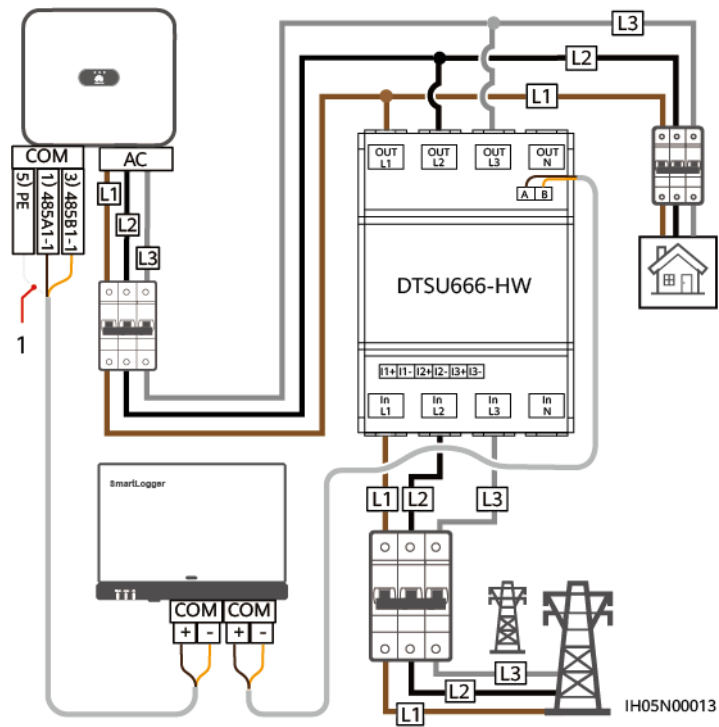 L3
L2
L1
COM
AC
5) PE
1) 485A1-1
3) 485B1-1
L1
L2
L3
1
OUT L1
OUT L2
OUT L3
OUT N
A B
DTSU666-HW
I1+ I1- I2+ I2- I3+ I3-
In L1
In L2
In L3
In N
SmartLogger
L1
L2
L3
COM COM
+ - + -
L3
L2
L1
IH05N00013